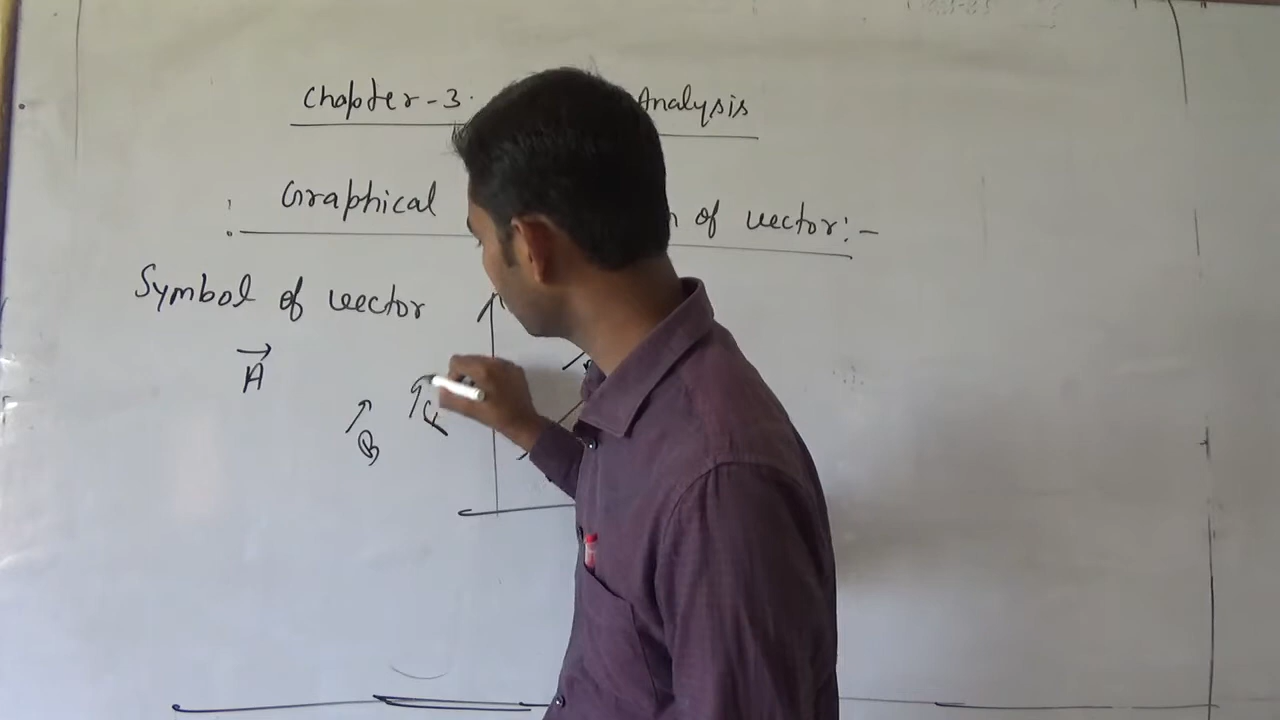 Chapter-3. Analysis
Graphical of vector:-
Symbol of vector
A
B